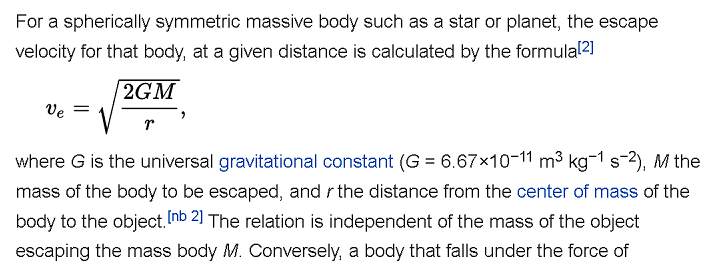 For a spherically symmetric massive body such as a star or planet, the escape
velocity for that body, at a given distance is calculated by the formula[2]
vₑ = √(2GM/r),
where G is the universal gravitational constant (G = 6.67×10⁻¹¹ m³ kg⁻¹ s⁻²), M the
mass of the body to be escaped, and r the distance from the center of mass of the
body to the object.[nb 2] The relation is independent of the mass of the object
escaping the mass body M. Conversely, a body that falls under the force of